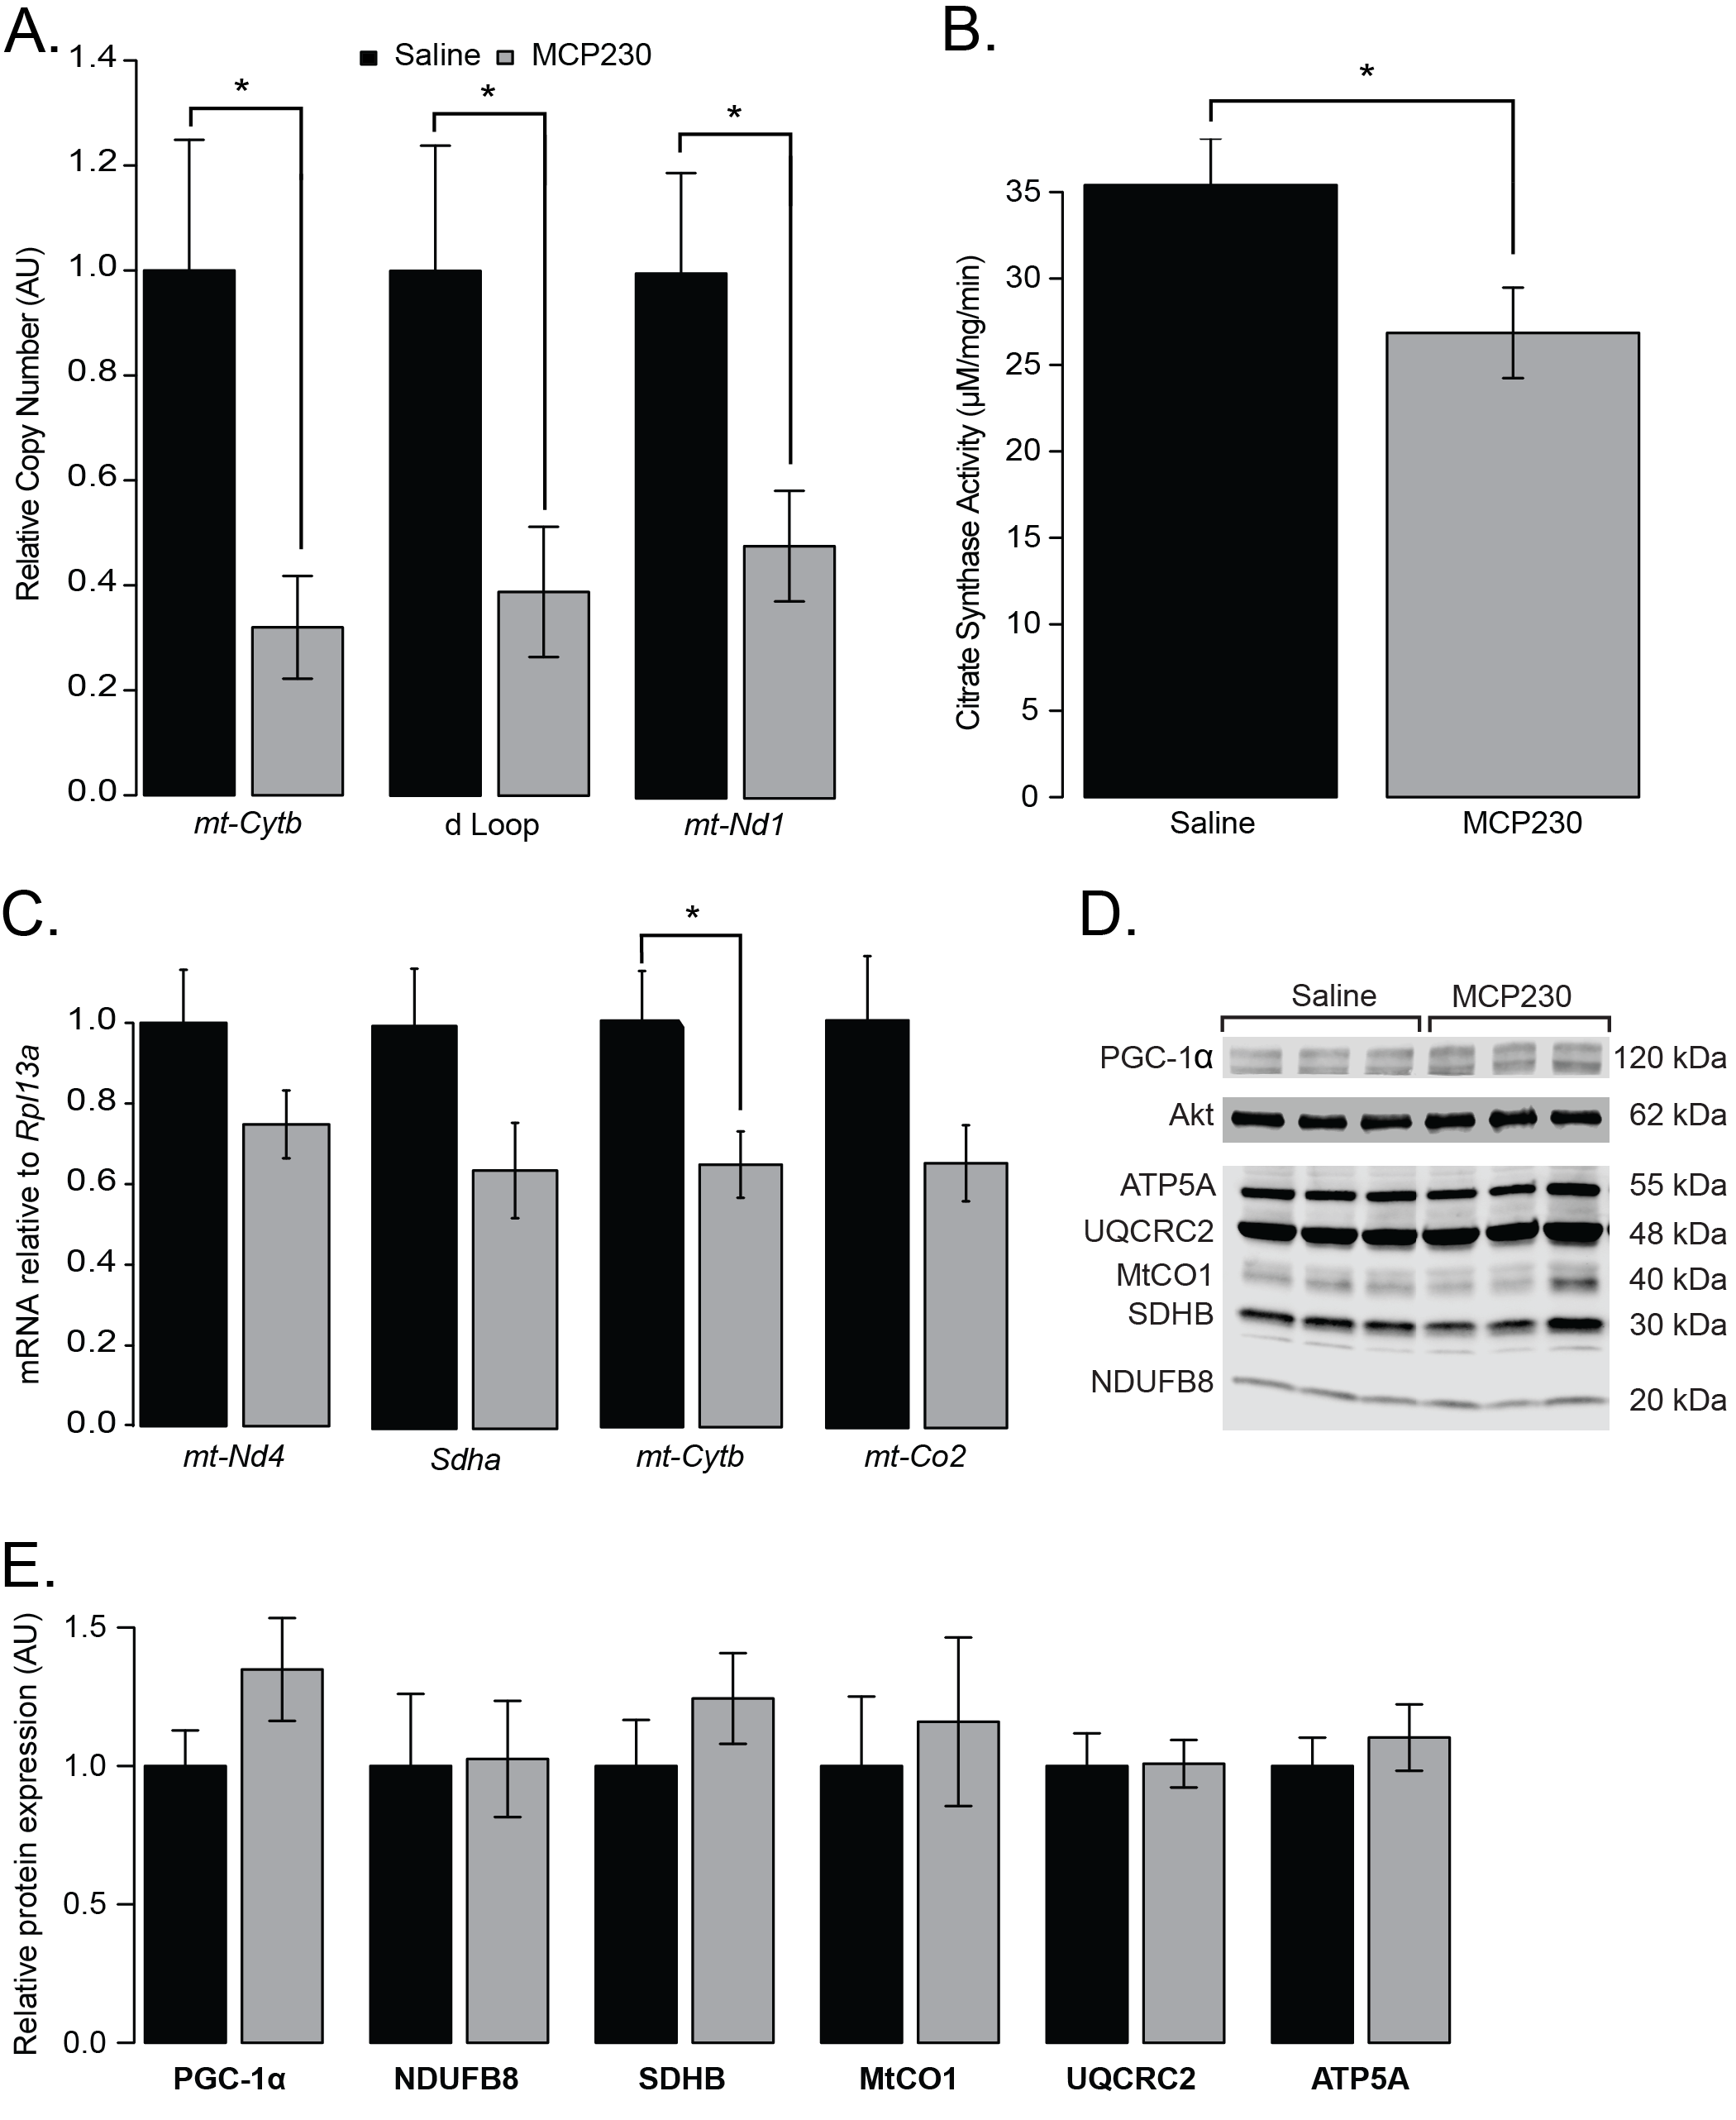 A.
Saline MCP230
1.4
1.2
1.0
0.8
0.6
0.4
0.2
0.0
Relative Copy Number (AU)
*
*
*
mt-Cytb
d Loop
mt-Nd1
B.
*
35
30
25
20
15
10
5
0
Citrate Synthase Activity (µM/mg/min)
Saline
MCP230
C.
*
1.0
0.8
0.6
0.4
0.2
0.0
mRNA relative to Rpl13a
mt-Nd4
Sdha
mt-Cytb
mt-Co2
D.
Saline MCP230
PGC-1α 120 kDa
Akt 62 kDa
ATP5A 55 kDa
UQCRC2 48 kDa
MtCO1 40 kDa
SDHB 30 kDa
NDUFB8 20 kDa
E.
1.5
1.0
0.5
0.0
Relative protein expression (AU)
PGC-1α
NDUFB8
SDHB
MtCO1
UQCRC2
ATP5A